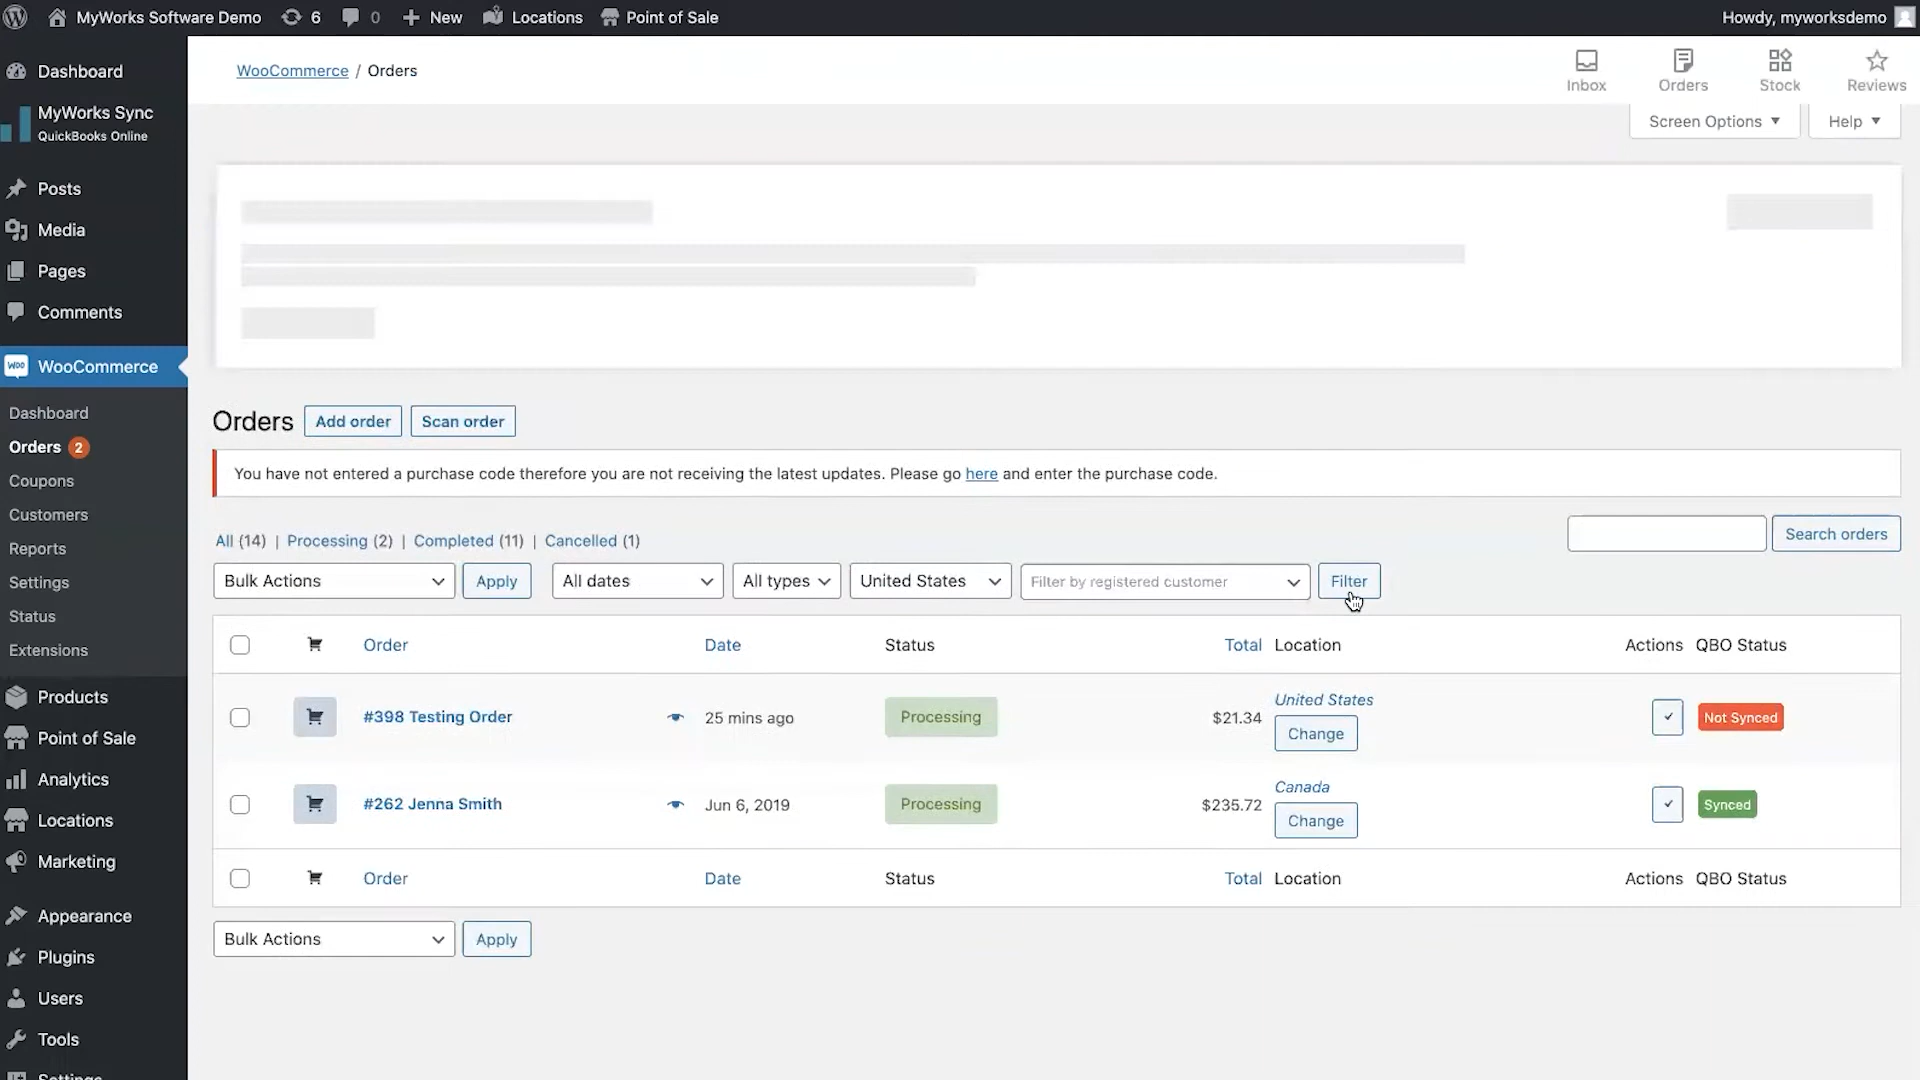 MyWorks Software Demo 6 0 New Locations Point of Sale Howdy, myworksdemo
WooCommerce / Orders
Inbox Orders Stock Reviews
Screen Options Help
Dashboard
MyWorks Sync
QuickBooks Online
Posts
Media
Pages
Comments
Woo WooCommerce
Dashboard
Orders 2
Coupons
Customers
Reports
Settings
Status
Extensions
Products
Point of Sale
Analytics
Locations
Marketing
Appearance
Plugins
Users
Tools
Settings
Orders Add order Scan order
You have not entered a purchase code therefore you are not receiving the latest updates. Please go here and enter the purchase code.
All (14) | Processing (2) | Completed (11) | Cancelled (1)
Search orders
Bulk Actions Apply All dates All types United States Filter by registered customer Filter
Order Date Status Total Location Actions QBO Status
#398 Testing Order 25 mins ago Processing $21.34 United States Change Not Synced
#262 Jenna Smith Jun 6, 2019 Processing $235.72 Canada Change Synced
Order Date Status Total Location Actions QBO Status
Bulk Actions Apply